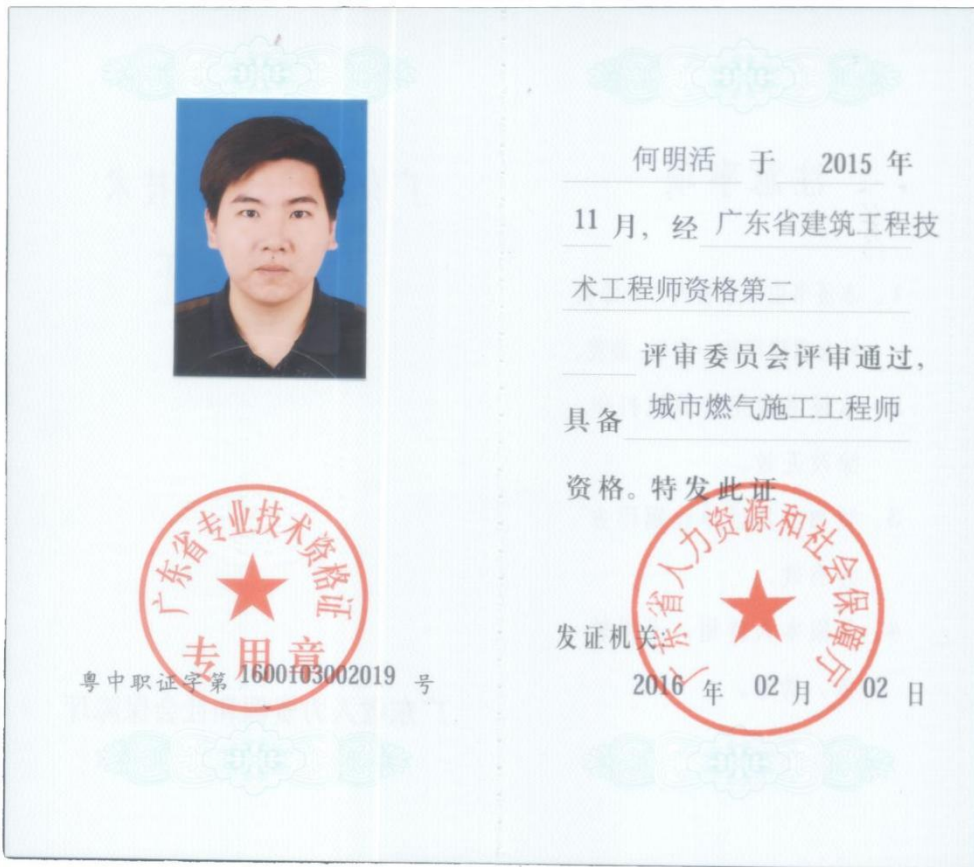 广东省专业技术资格证
专用章
粤中职证字第 1600103002019 号
何明活 于 2015 年
11 月，经 广东省建筑工程技
术工程师资格第二
评审委员会评审通过，
具备 城市燃气施工工程师
资格。特发此证
广东省人力资源和社会保障厅
发证机关
2016 年 02 月 02 日